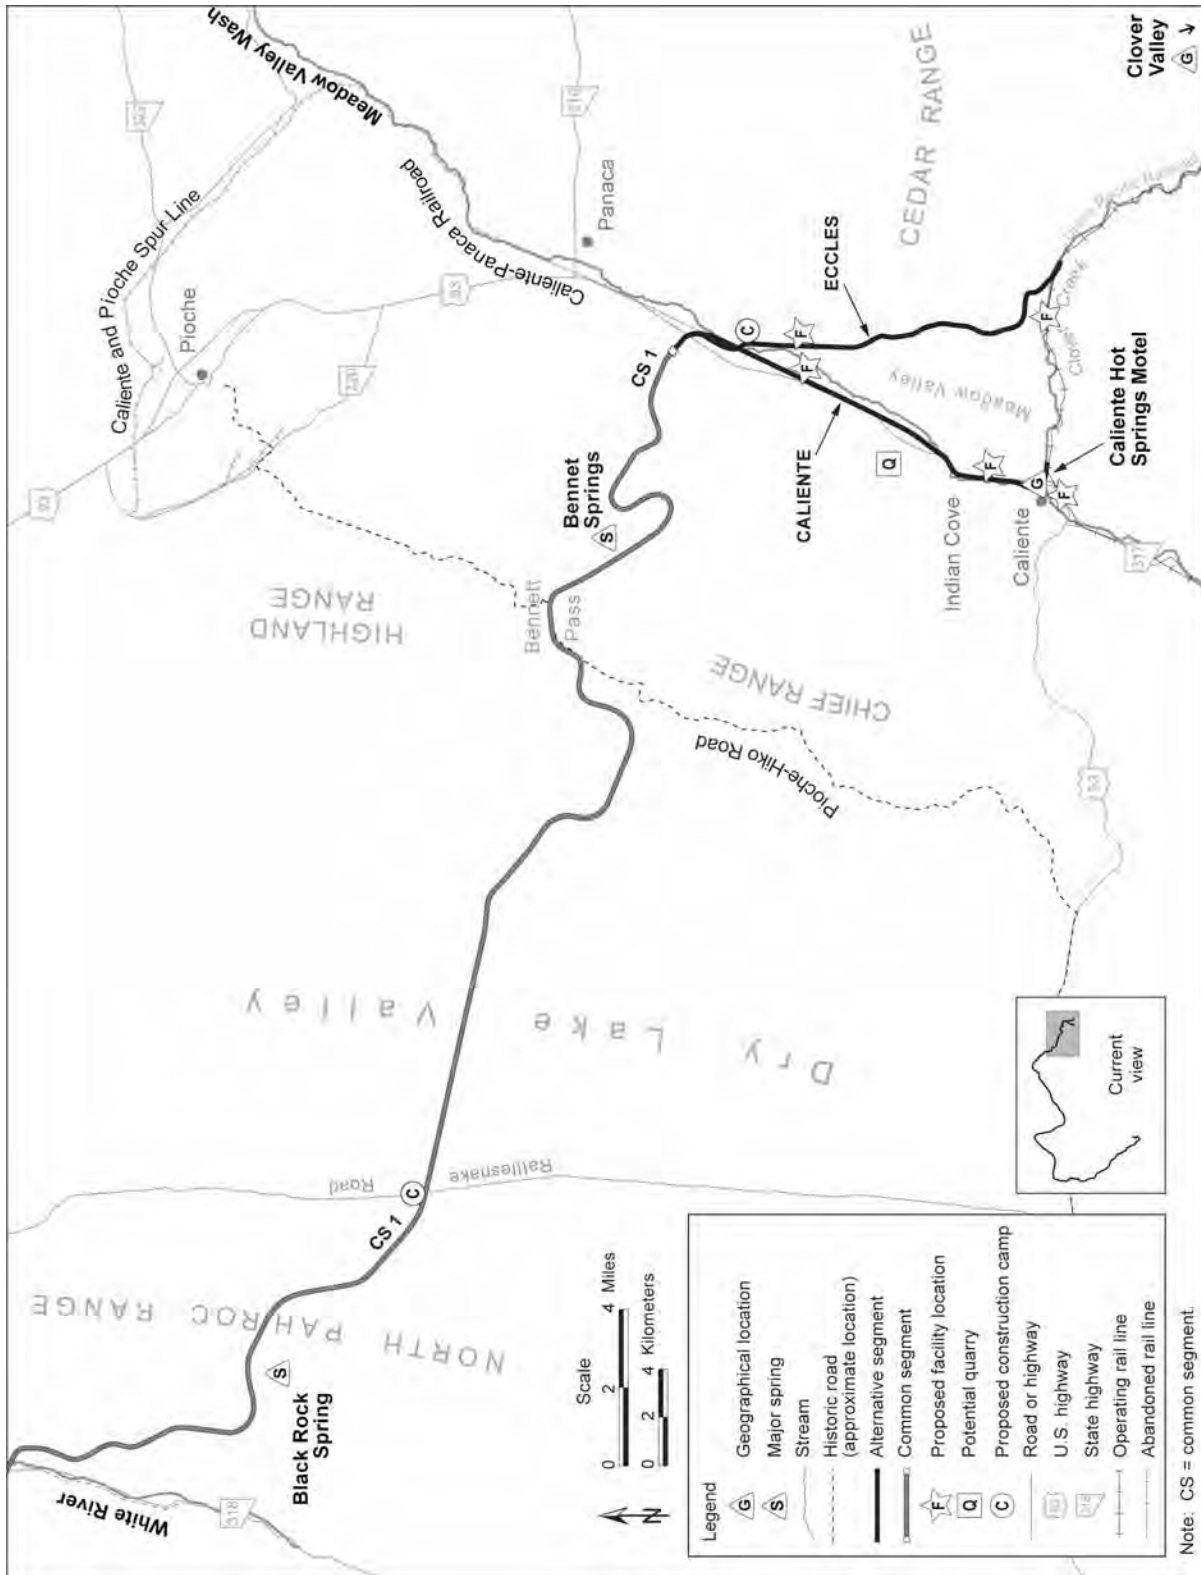 Meadow Valley Wash
Caliente and Pioche Spur Line
Pioche
Caliente-Panaca Railroad
Panaca
CEDAR RANGE
ECCLES
CS 1
C
F
F
F
Meadow Valley
CALIENTE
Q
Bennet
Springs
S
Indian Cove
F
Caliente
G
F
Caliente Hot
Springs Motel
Clover
Valley
G
93
93
93
317
HIGHLAND
RANGE
Bennett
Pass
CHIEF RANGE
Pioche-Hiko Road
Dry Lake Valley
Rattlesnake
Road
C
CS 1
NORTH PAHROC RANGE
S
Black Rock
Spring
White River
318
Scale
0 2 4 Miles
0 2 4 Kilometers
N
Current
view
Legend
G Geographical location
S Major spring
Stream
Historic road
(approximate location)
Alternative segment
Common segment
F Proposed facility location
Q Potential quarry
C Proposed construction camp
Road or highway
U.S. highway
State highway
Operating rail line
Abandoned rail line
Note: CS = common segment.